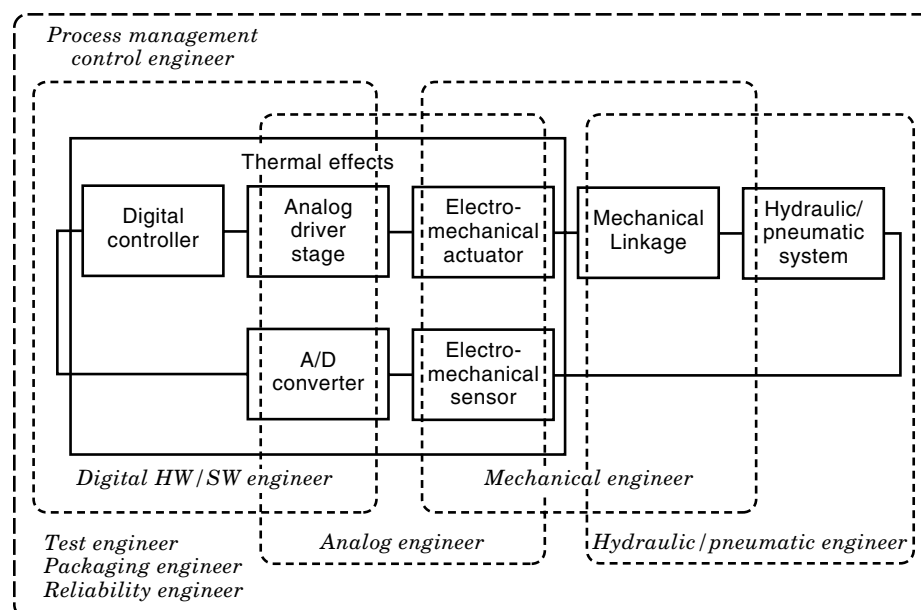 Process management
control engineer
Thermal effects
Digital
controller
Analog
driver
stage
Electro-
mechanical
actuator
Mechanical
Linkage
Hydraulic/
pneumatic
system
A/D
converter
Electro-
mechanical
sensor
Digital HW/SW engineer
Mechanical engineer
Test engineer
Packaging engineer
Reliability engineer
Analog engineer
Hydraulic/pneumatic engineer